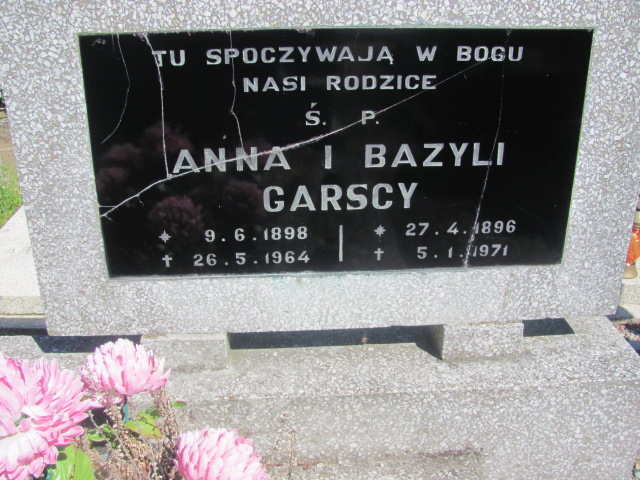 TU SPOCZYWAJĄ W BOGU
NASI RODZICE
Ś. P.
ANNA I BAZYLI
GARSCY
* 9.6.1898 | * 27.4.1896
✝ 26.5.1964 | ✝ 5.1.1971